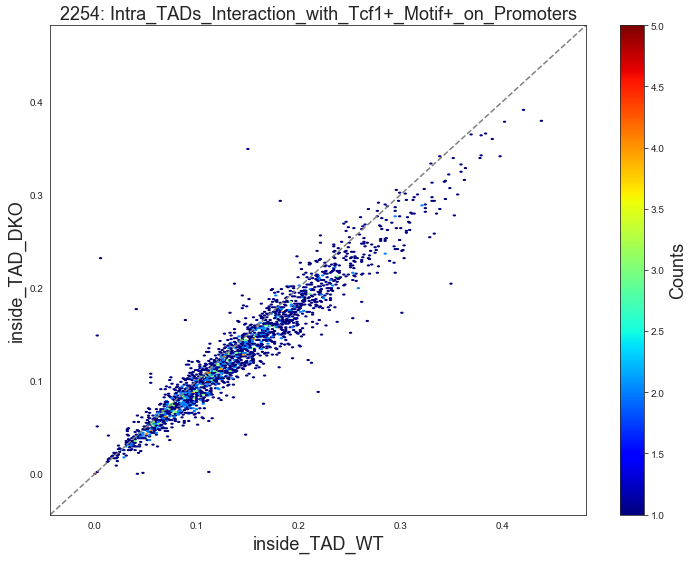 2254: Intra_TADs_Interaction_with_Tcf1+_Motif+_on_Promoters
5.0
4.5
4.0
3.5
3.0
2.5
2.0
1.5
1.0
Counts
0.4
0.3
0.2
0.1
0.0
inside_TAD_DKO
0.0 0.1 0.2 0.3 0.4
inside_TAD_WT